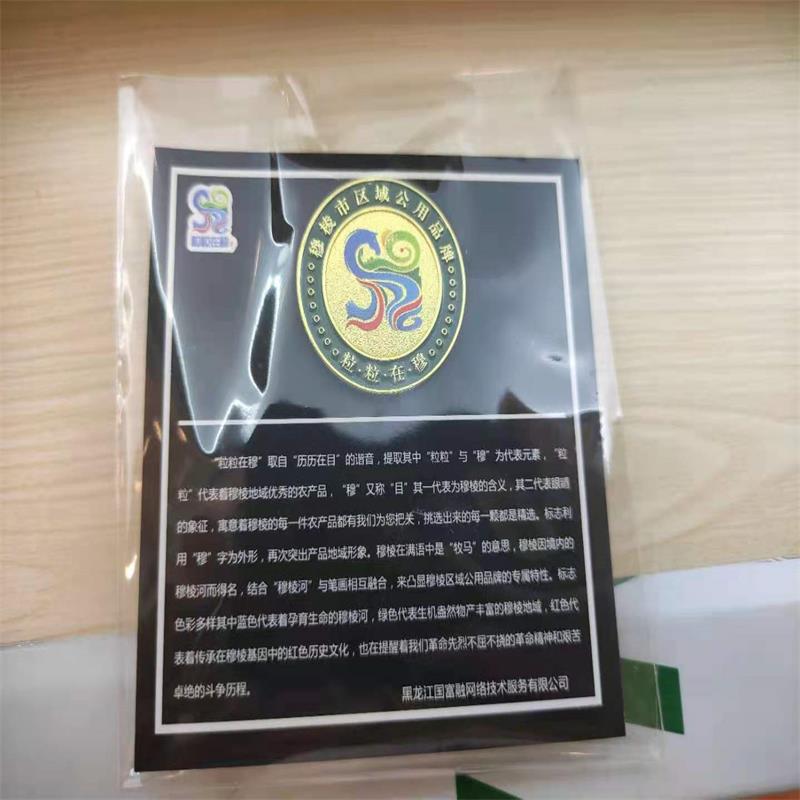 穆棱市区域公用品牌
粒·粒·在·穆
粒粒在穆
"粒粒在穆"取自"历历在目"的谐音，提取其中"粒粒"与"穆"为代表元素，"粒
粒"代表着穆棱地域优秀的农产品，"穆"又称"目"其一代表为穆棱的含义，其二代表眼睛
的象征，寓意着穆棱的每一件农产品都有我们为您把关，挑选出来的每一颗都是精选。标志利
用"穆"字为外形，再次突出产品地域形象。穆棱在满语中是"牧马"的意思，穆棱因境内的
穆棱河而得名，结合"穆棱河"与笔画相互融合，来凸显穆棱区域公用品牌的专属特性。标志
色彩多样其中蓝色代表着孕育生命的穆棱河，绿色代表生机盎然物产丰富的穆棱地域，红色代
表着传承在穆棱基因中的红色历史文化，也在提醒着我们革命先烈不屈不挠的革命精神和艰苦
卓绝的斗争历程。
黑龙江国富融网络技术服务有限公司